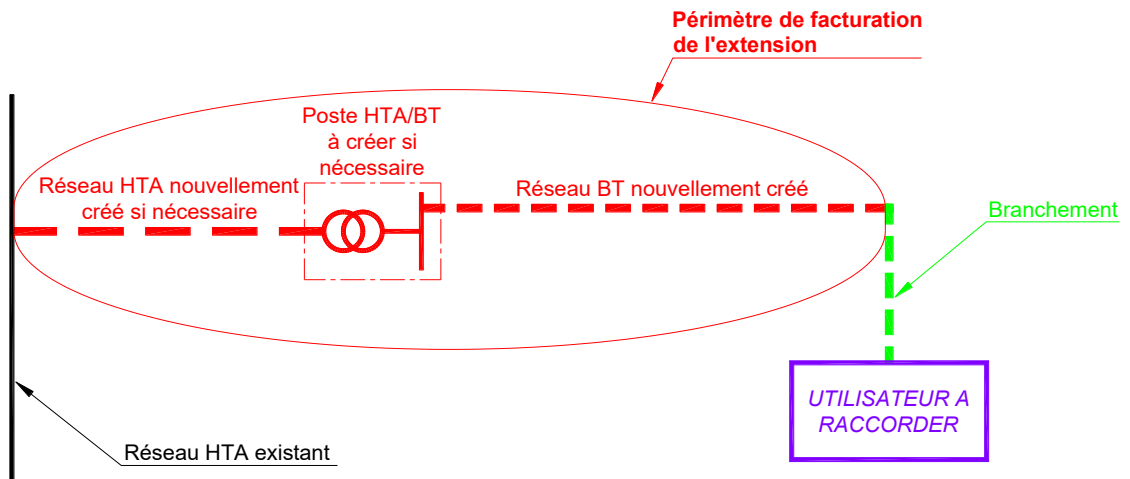 Périmètre de facturation
de l'extension
Poste HTA/BT
à créer si
nécessaire
Réseau HTA nouvellement
créé si nécessaire
Réseau BT nouvellement créé
Branchement
UTILISATEUR A
RACCORDER
Réseau HTA existant